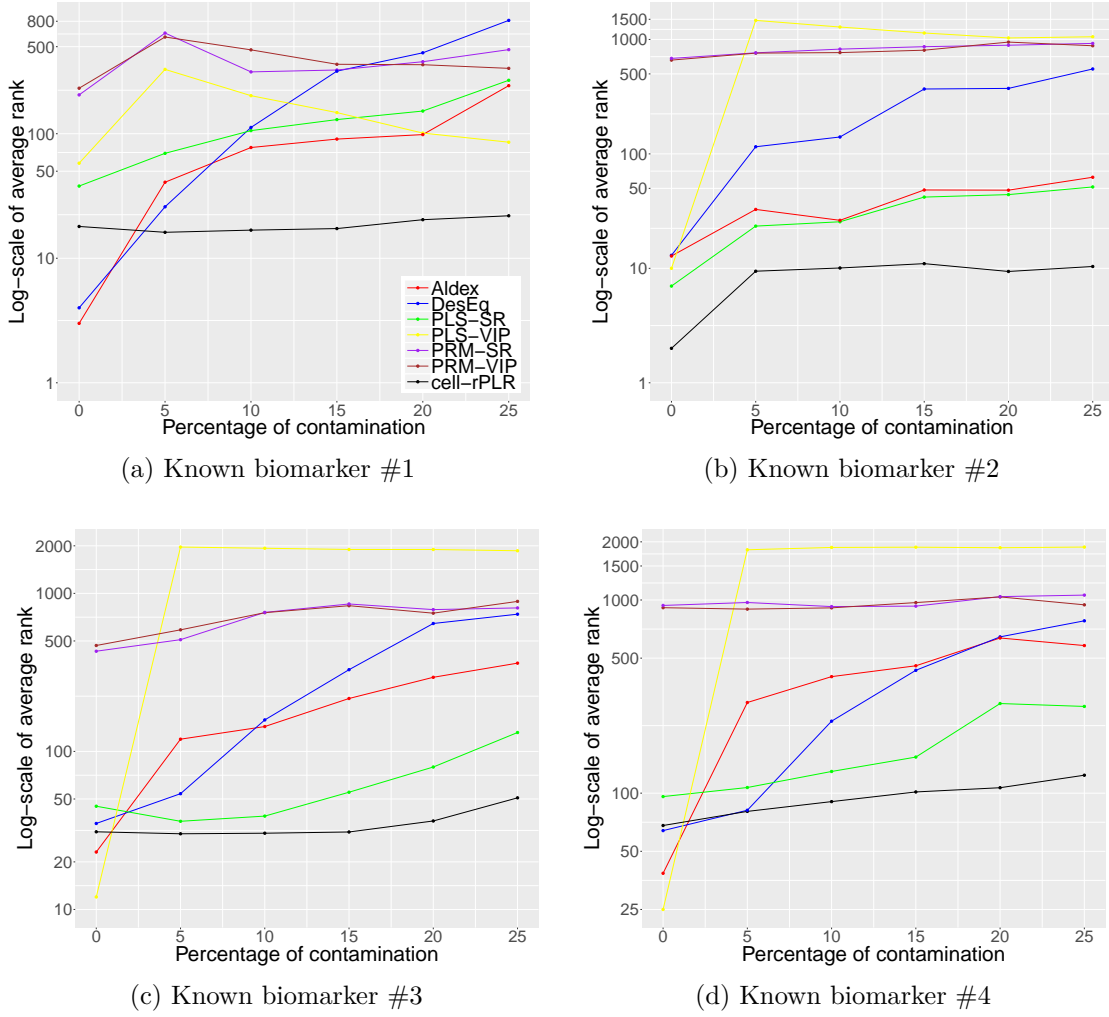 Log−scale of average rank
800
500
100
50
10
1
0 5 10 15 20 25
Percentage of contamination
Aldex
DesEq
PLS−SR
PLS−VIP
PRM−SR
PRM−VIP
cell−rPLR
(a) Known biomarker #1
Log−scale of average rank
1500
1000
500
100
50
10
1
0 5 10 15 20 25
Percentage of contamination
(b) Known biomarker #2
Log−scale of average rank
2000
1000
500
100
50
20
10
0 5 10 15 20 25
Percentage of contamination
(c) Known biomarker #3
Log−scale of average rank
2000
1500
1000
500
100
50
25
0 5 10 15 20 25
Percentage of contamination
(d) Known biomarker #4